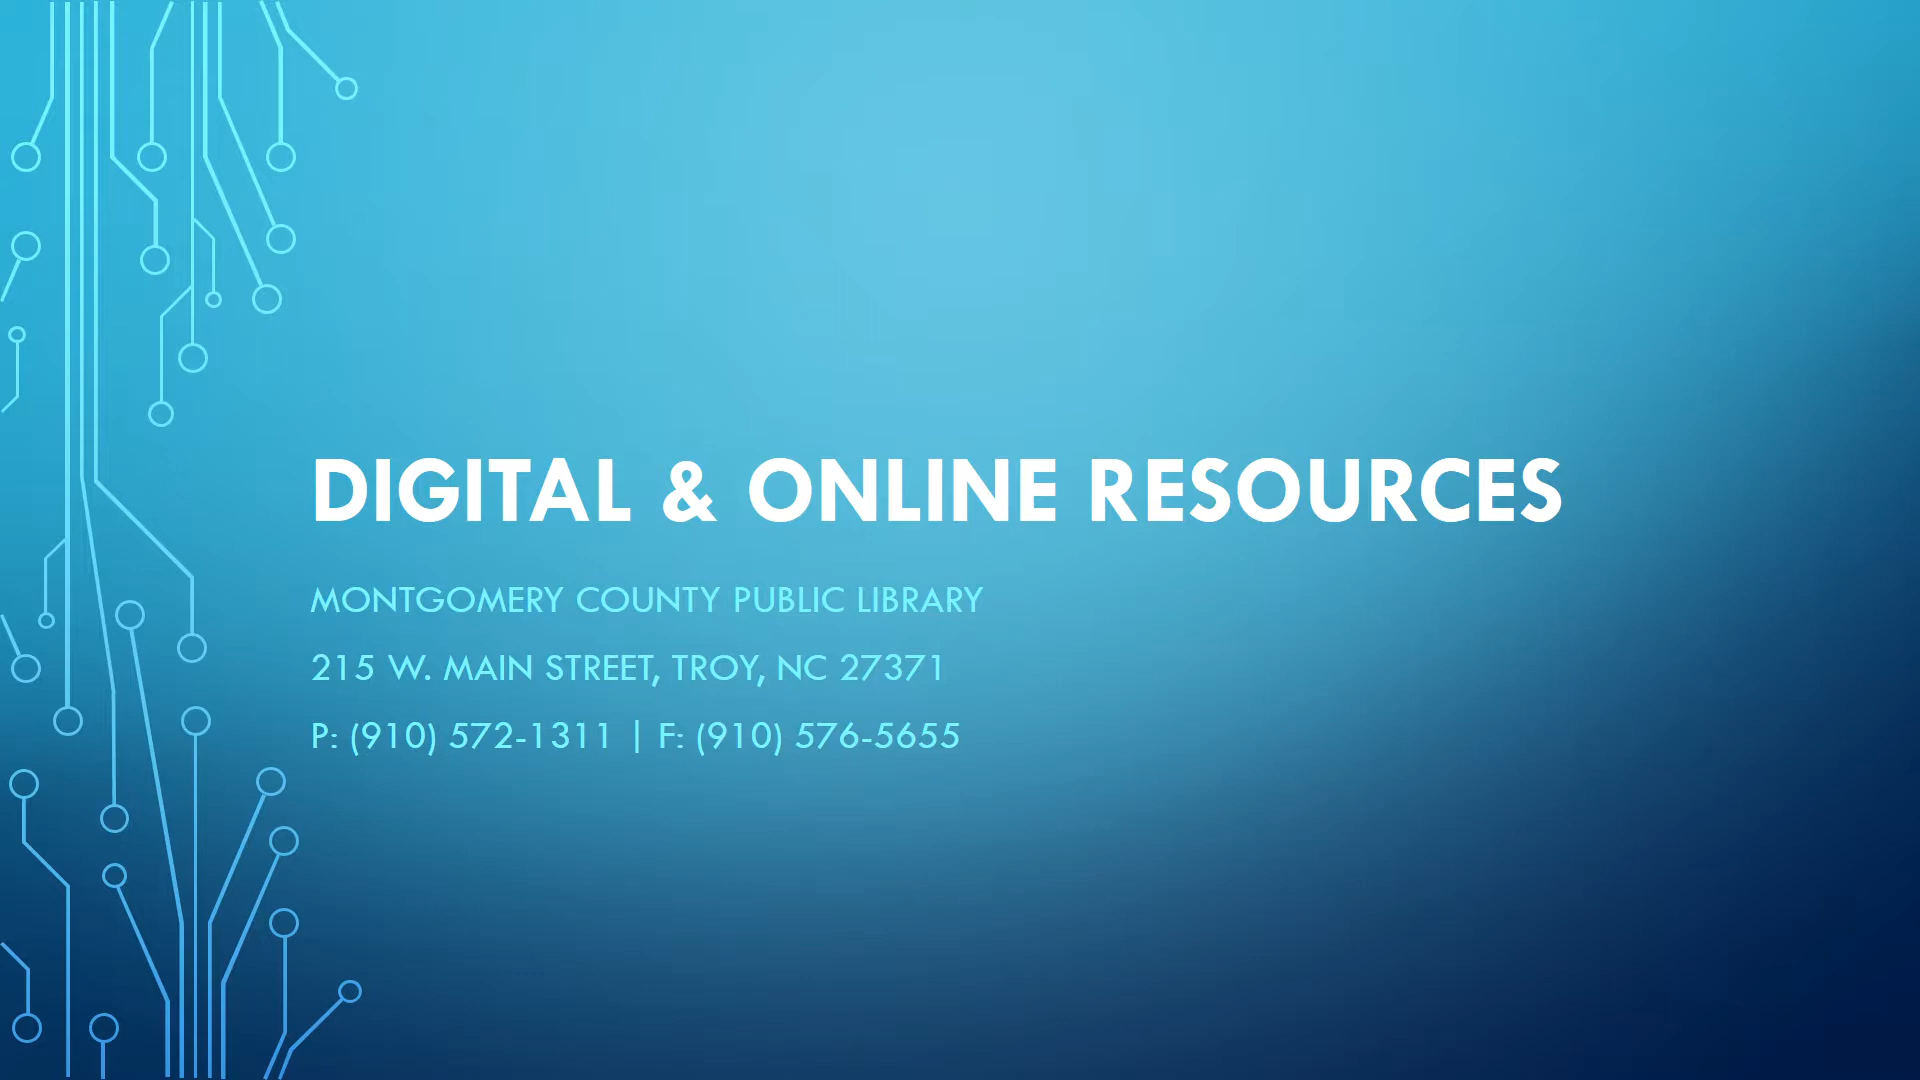 DIGITAL & ONLINE RESOURCES
MONTGOMERY COUNTY PUBLIC LIBRARY
215 W. MAIN STREET, TROY, NC 27371
P: (910) 572-1311 | F: (910) 576-5655